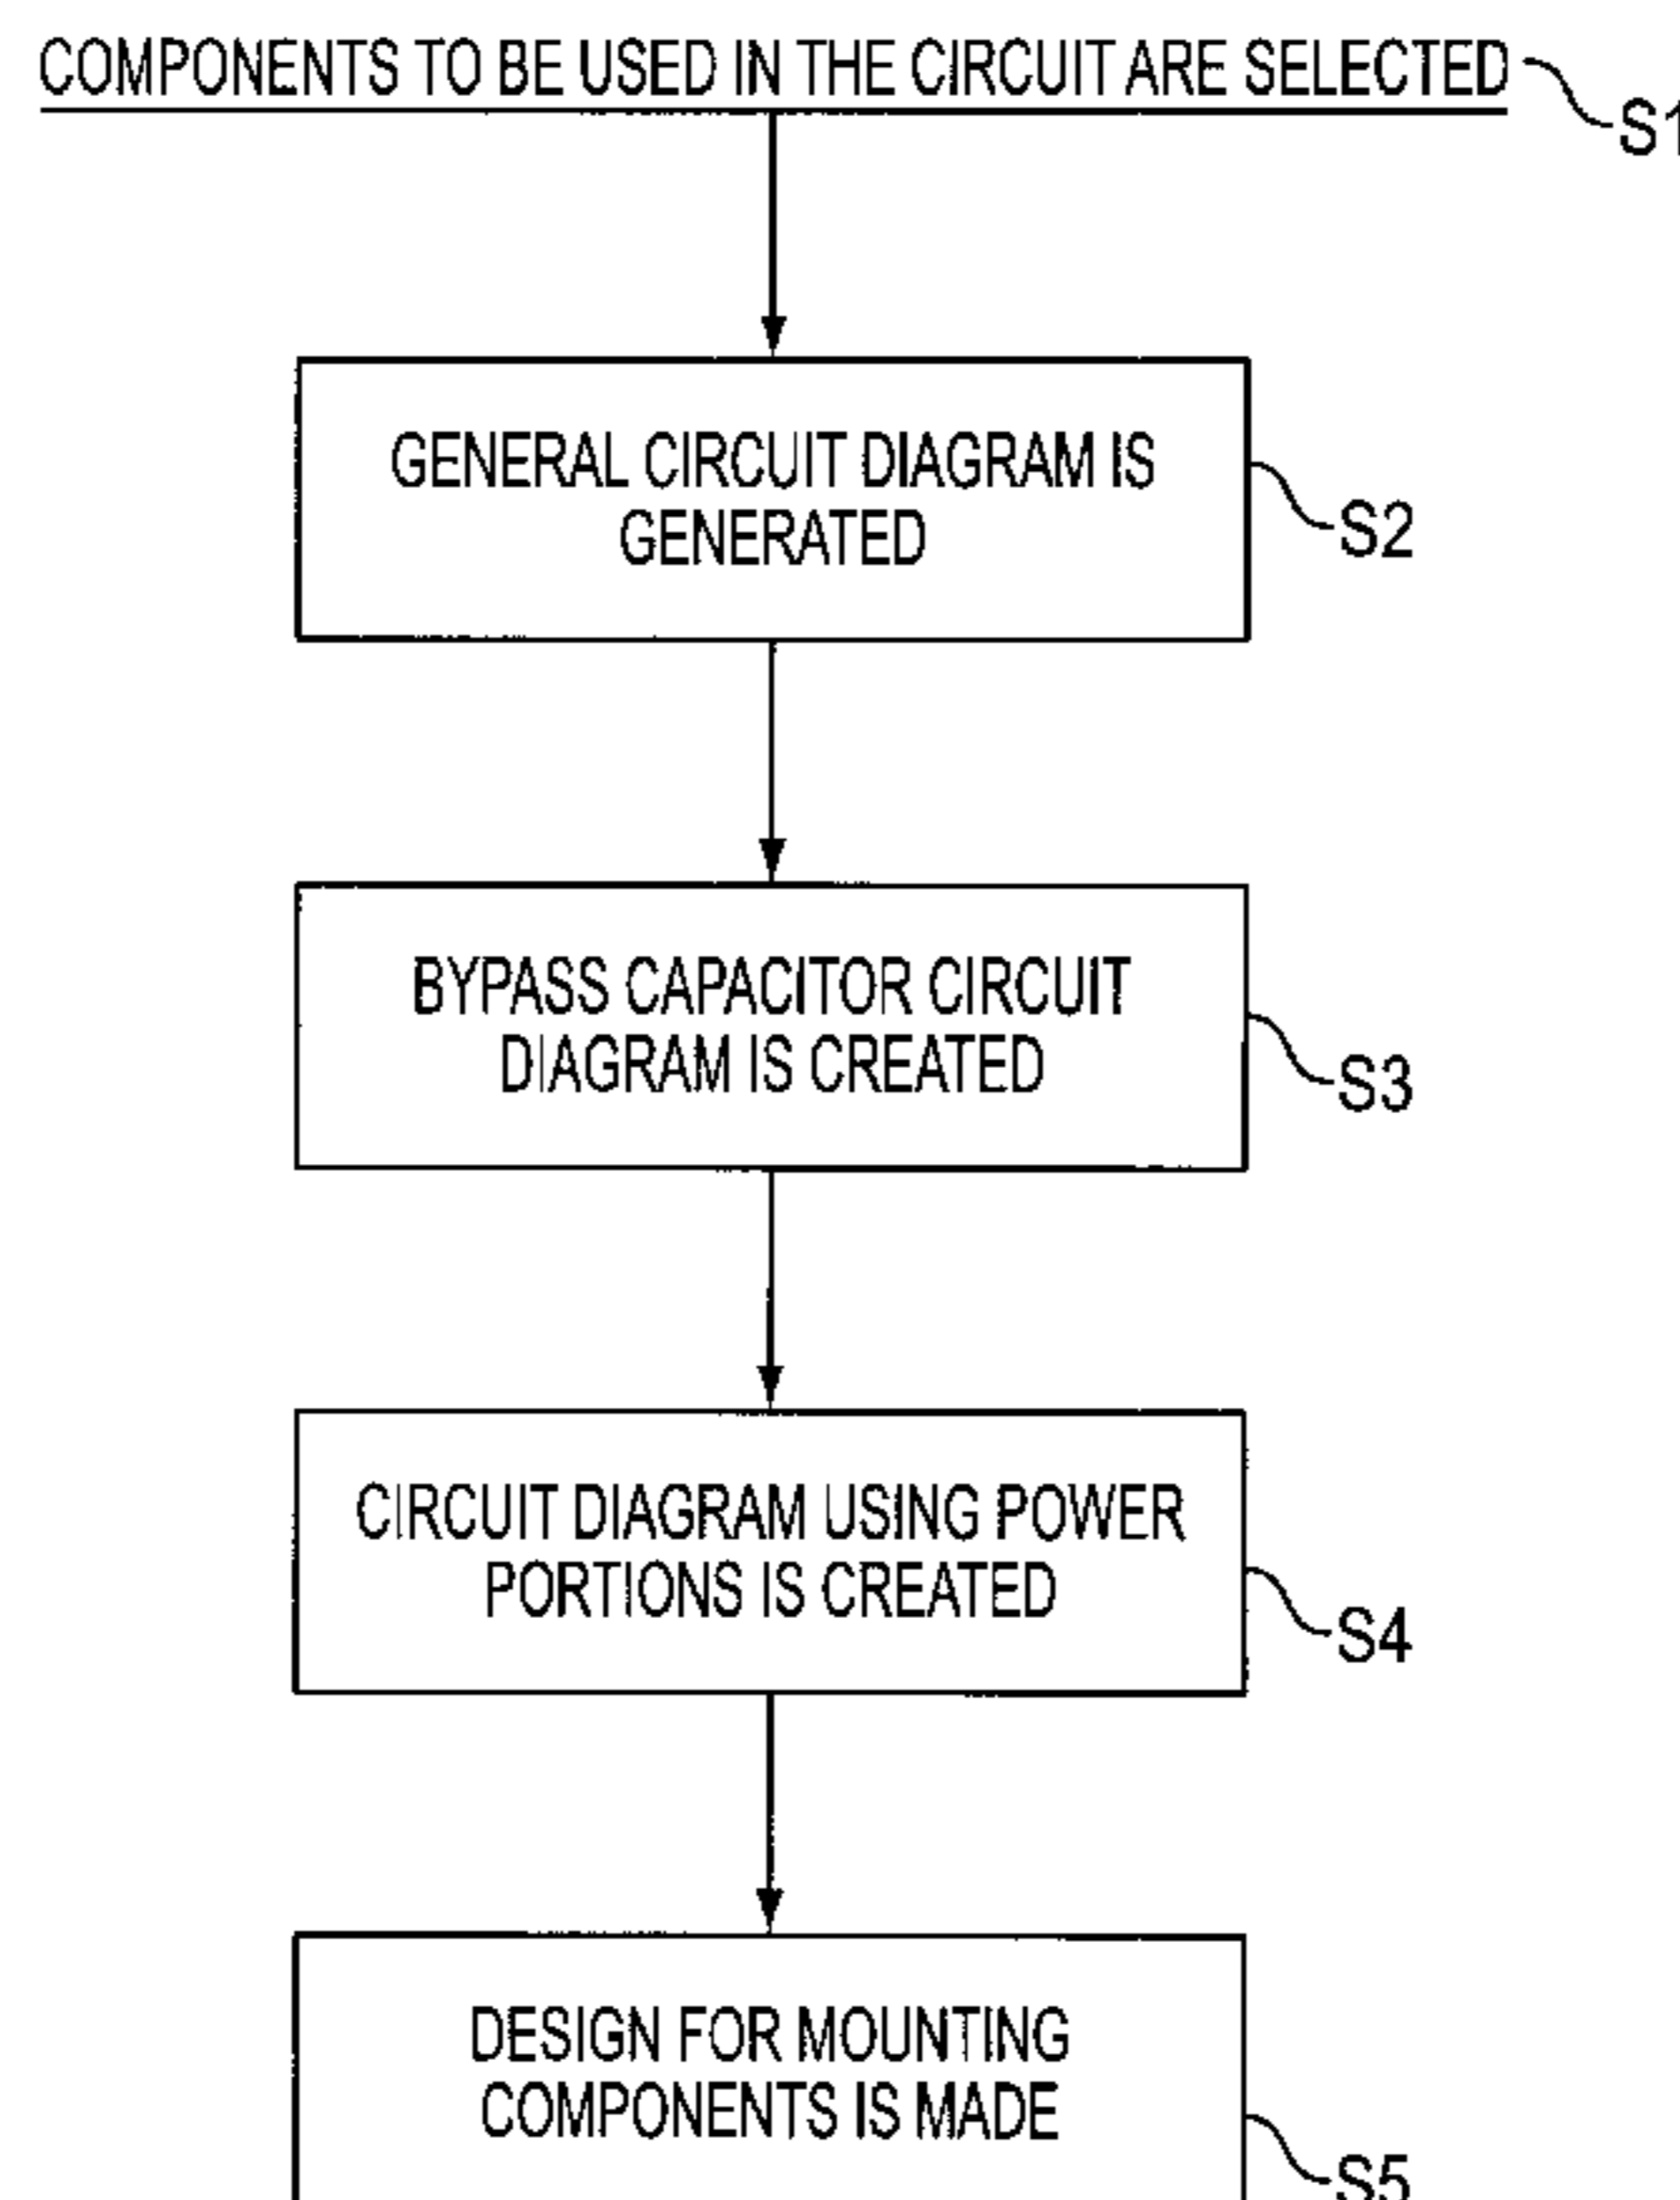 COMPONENTS TO BE USED IN THE CIRCUIT ARE SELECTED
S1
GENERAL CIRCUIT DIAGRAM IS
GENERATED
S2
BYPASS CAPACITOR CIRCUIT
DIAGRAM IS CREATED
S3
CIRCUIT DIAGRAM USING POWER
PORTIONS IS CREATED
S4
DESIGN FOR MOUNTING
COMPONENTS IS MADE
S5